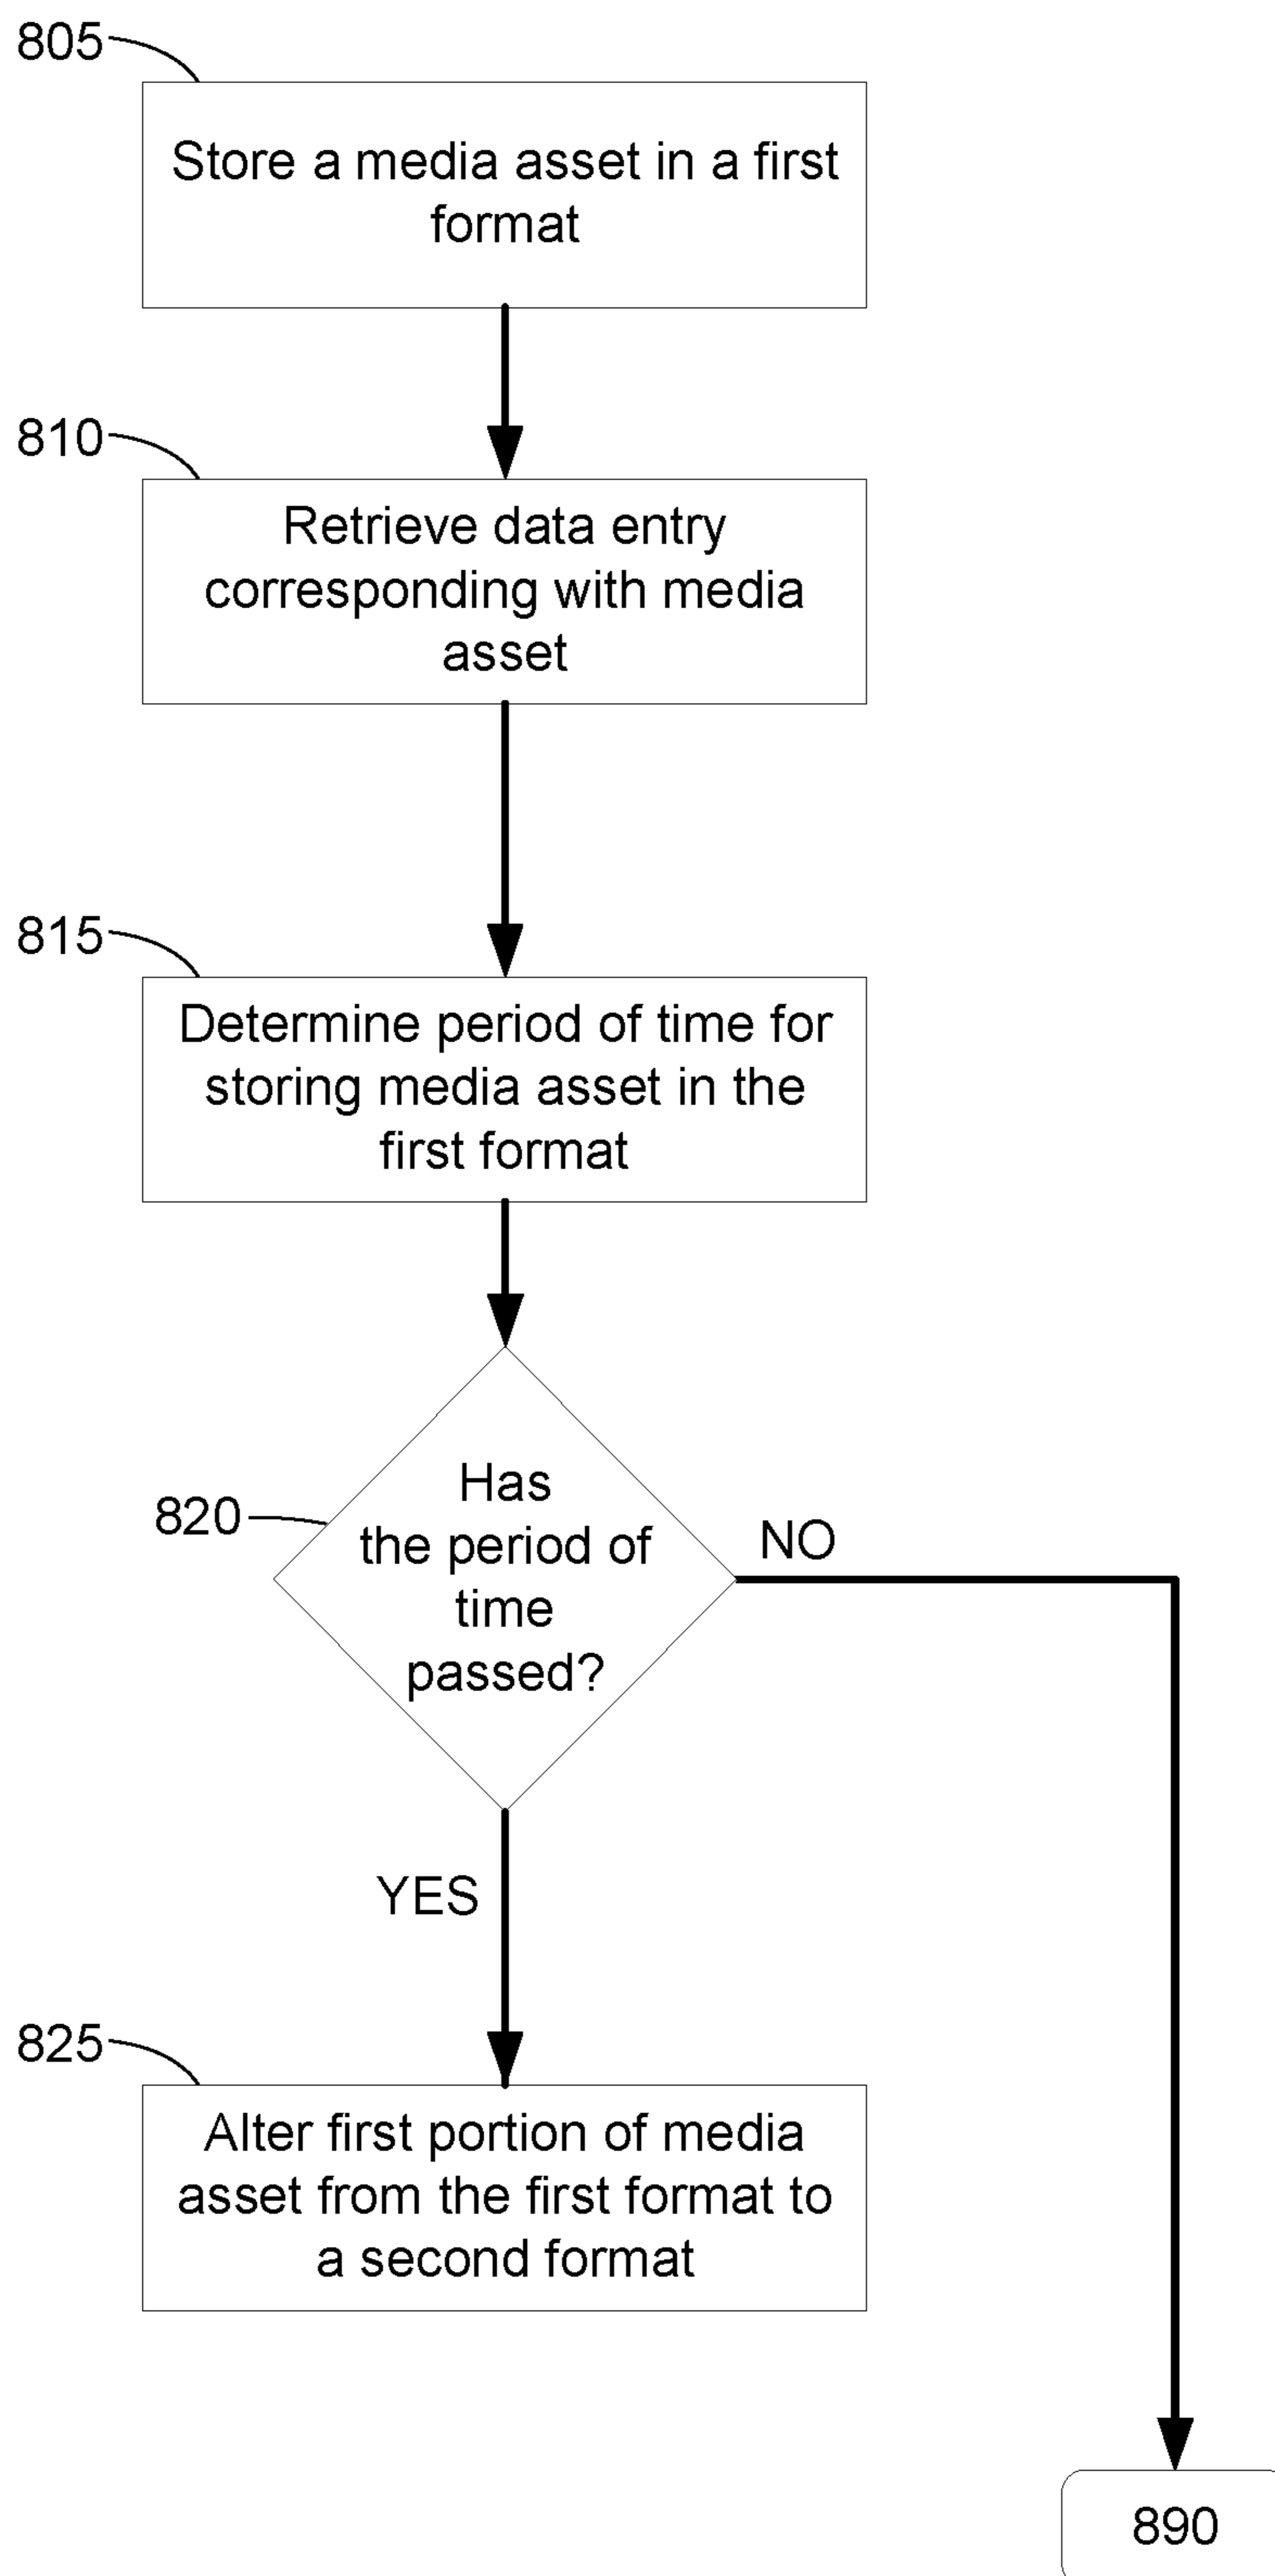 805
Store a media asset in a first
format
810
Retrieve data entry
corresponding with media
asset
815
Determine period of time for
storing media asset in the
first format
820
Has
the period of
time
passed?
NO
YES
825
Alter first portion of media
asset from the first format to
a second format
890